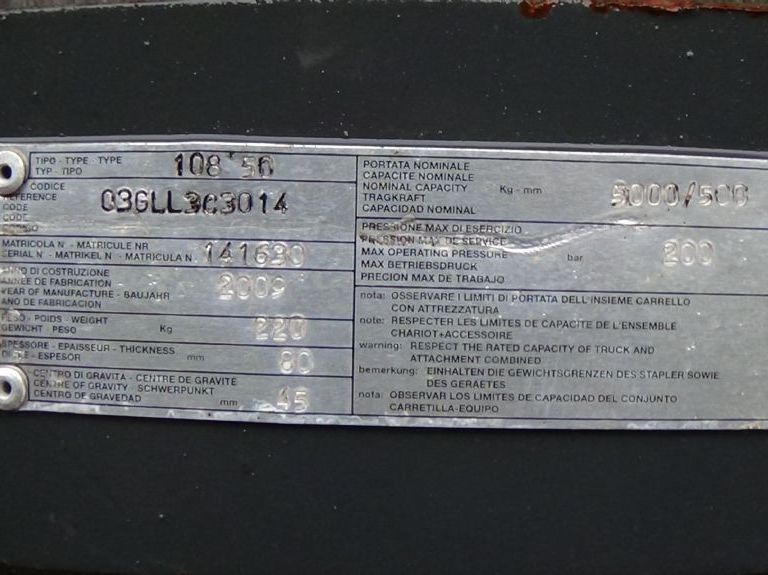 TIPO - TYPE - TYPE
TYP - TIPO
108 56
CODICE
REFERENCE
CODE
CODE
03GLL3C3014
MATRICOLA N - MATRICULE NR
SERIAL N - MATRIKEL N - MATRICULA N
141630
ANNO DI COSTRUZIONE
ANNEE DE FABRICATION
YEAR OF MANUFACTURE - BAUJAHR
ANO DE FABRICACION
2009
PESO - POIDS - WEIGHT
GEWICHT - PESO Kg
220
SPESSORE - EPAISSEUR - THICKNESS
DICKE - ESPESOR mm
80
CENTRO DI GRAVITA - CENTRE DE GRAVITE
CENTRE OF GRAVITY - SCHWERPUNKT
CENTRO DE GRAVEDAD mm
45
PORTATA NOMINALE
CAPACITE NOMINALE
NOMINAL CAPACITY Kg - mm
TRAGKRAFT
CAPACIDAD NOMINAL
5000/500
PRESSIONE MAX DI ESERCIZIO
PRESSION MAX DE SERVICE
MAX OPERATING PRESSURE bar
MAX BETRIEBSDRUCK
PRECION MAX DE TRABAJO
200
nota: OSSERVARE I LIMITI DI PORTATA DELL'INSIEME CARRELLO
CON ATTREZZATURA
note: RESPECTER LES LIMITES DE CAPACITE DE L'ENSEMBLE
CHARIOT+ACCESSOIRE
warning: RESPECT THE RATED CAPACITY OF TRUCK AND
ATTACHMENT COMBINED
bemerkung: EINHALTEN DIE GEWICHTSGRENZEN DES STAPLER SOWIE
DES GERAETES
nota: OBSERVAR LOS LIMITES DE CAPACIDAD DEL CONJUNTO
CARRETILLA-EQUIPO